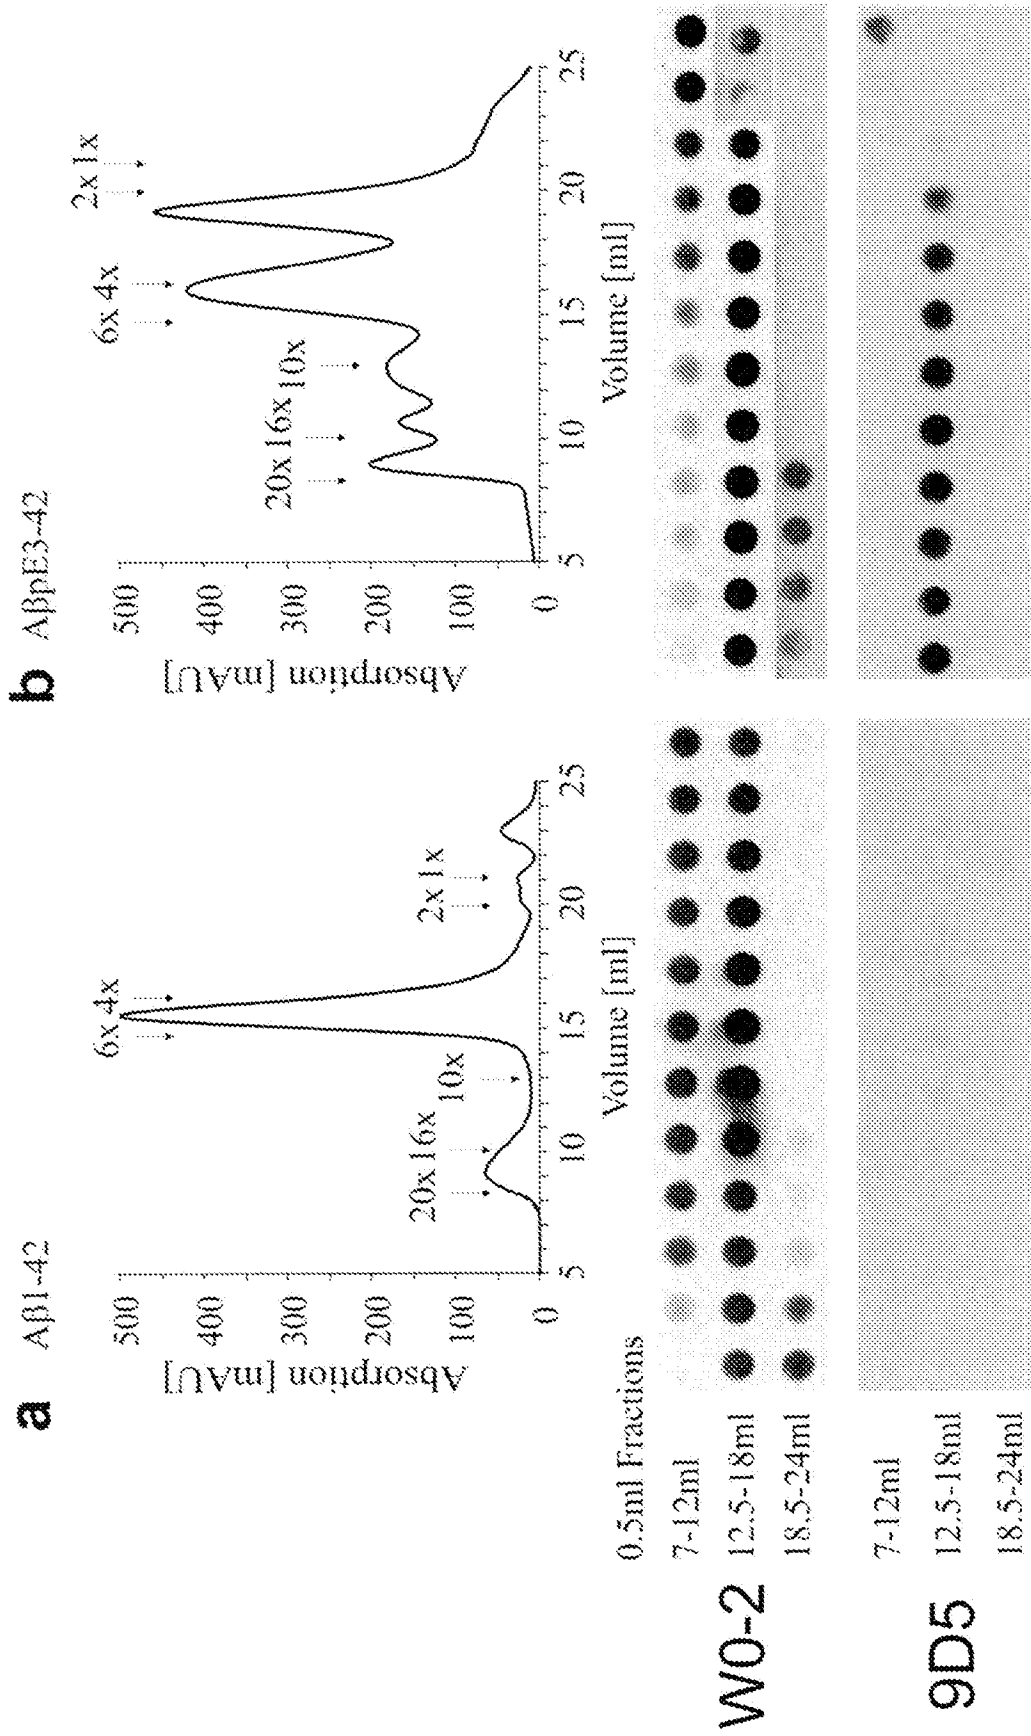 a Aβ1-42
Absorption [mAU]
500
400
300
200
100
0
20x 16x
10x
6x 4x
2x 1x
5 10 15 20 25
Volume [ml]
b AβpE3-42
Absorption [mAU]
500
400
300
200
100
0
20x 16x 10x
6x 4x
2x 1x
5 10 15 20 25
Volume [ml]
0.5ml Fractions
W0-2
7-12ml
12.5-18ml
18.5-24ml
9D5
7-12ml
12.5-18ml
18.5-24ml